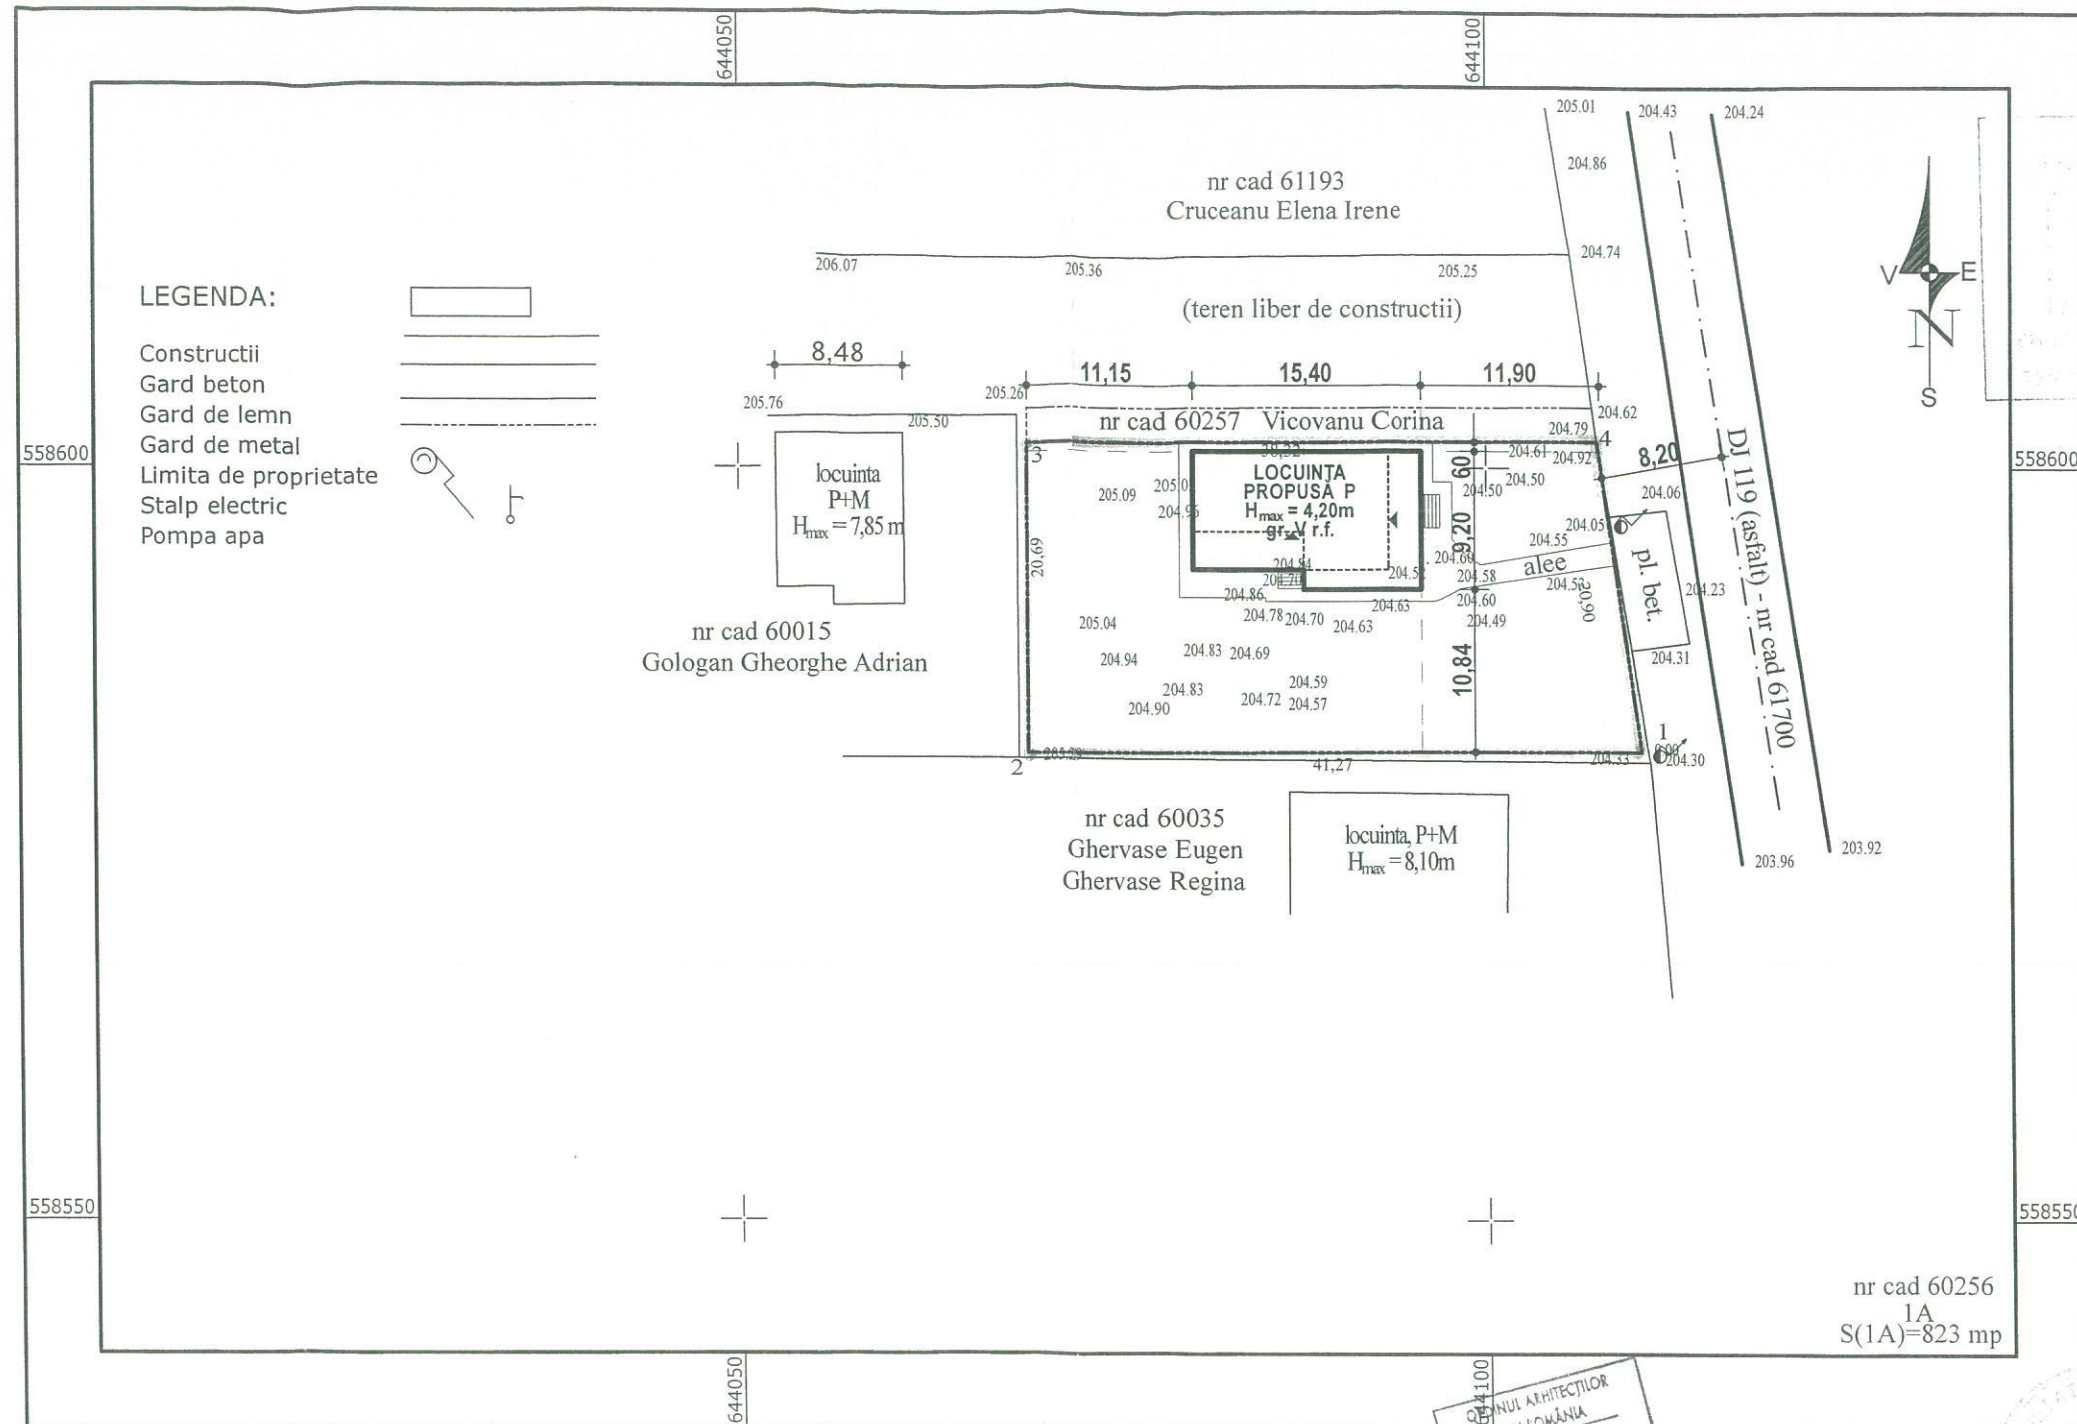 644050
644100
205.01
204.43
204.24
204.86
nr cad 61193
Cruceanu Elena Irene
204.74
206.07
205.36
205.25
V
E
N
S
(teren liber de constructii)
LEGENDA:
Constructii
Gard beton
Gard de lemn
Gard de metal
Limita de proprietate
Stalp electric
Pompa apa
8,48
11,15
15,40
11,90
205.76
205.50
205.26
204.62
nr cad 60257 Vicovanu Corina
204.79
4
558600
558600
3
38,32
204.61
204.92
8,20
DJ 119 (asfalt) - nr cad 61700
locuinta
P+M
Hmax = 7,85 m
LOCUINȚA
PROPUSĂ P
Hmax = 4,20m
gr. V r.f.
60
204.50
204.50
204.06
205.09
204.05
9,20
204.55
20,69
alee
pl. bet.
204.58
20,90
204.23
204.86
204.60
204.63
204.78
204.70
204.63
204.49
205.04
nr cad 60015
Gologan Gheorghe Adrian
204.94
204.83
204.69
10,84
204.31
204.83
204.59
204.90
204.72
204.57
1
2
205.29
41,27
204.33
204.30
nr cad 60035
Ghervase Eugen
Ghervase Regina
locuinta, P+M
Hmax = 8,10m
203.96
203.92
558550
558550
nr cad 60256
1A
S(1A)=823 mp
644050
644100
ORDINUL ARHITECȚILOR
ROMÂNIA